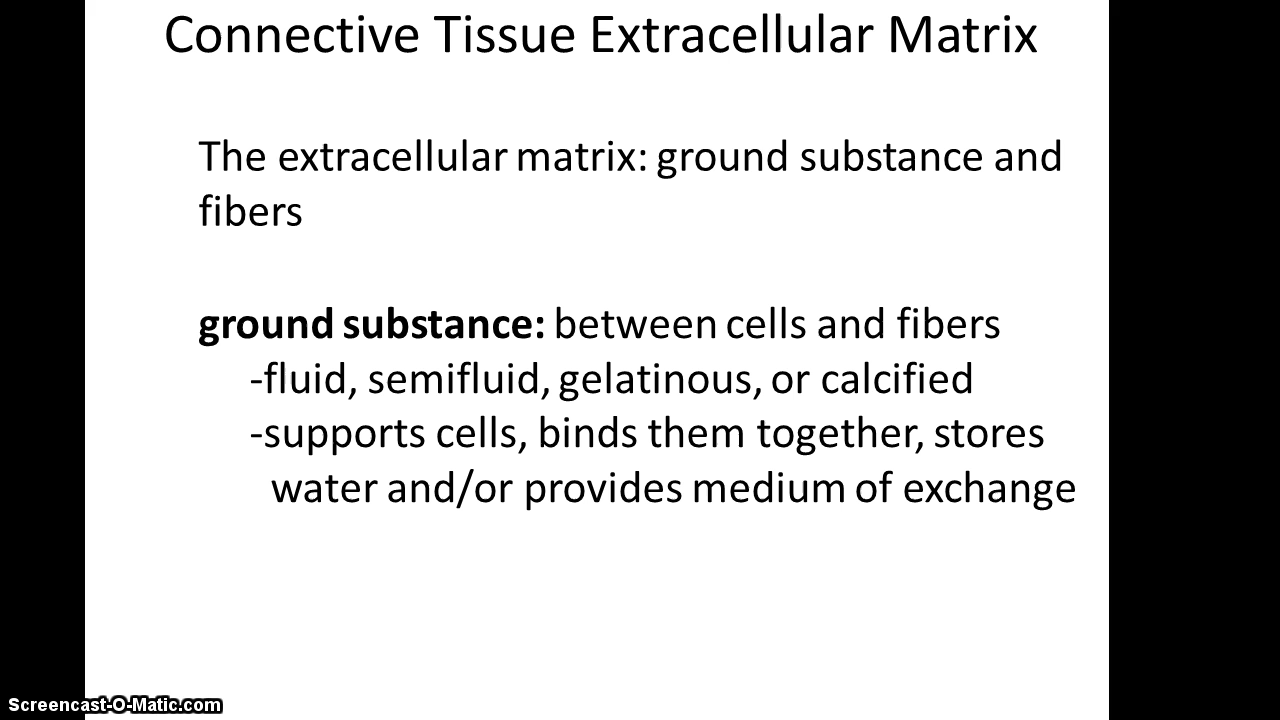 Connective Tissue Extracellular Matrix
The extracellular matrix: ground substance and
fibers
ground substance: between cells and fibers
-fluid, semifluid, gelatinous, or calcified
-supports cells, binds them together, stores
water and/or provides medium of exchange
Screencast-O-Matic.com